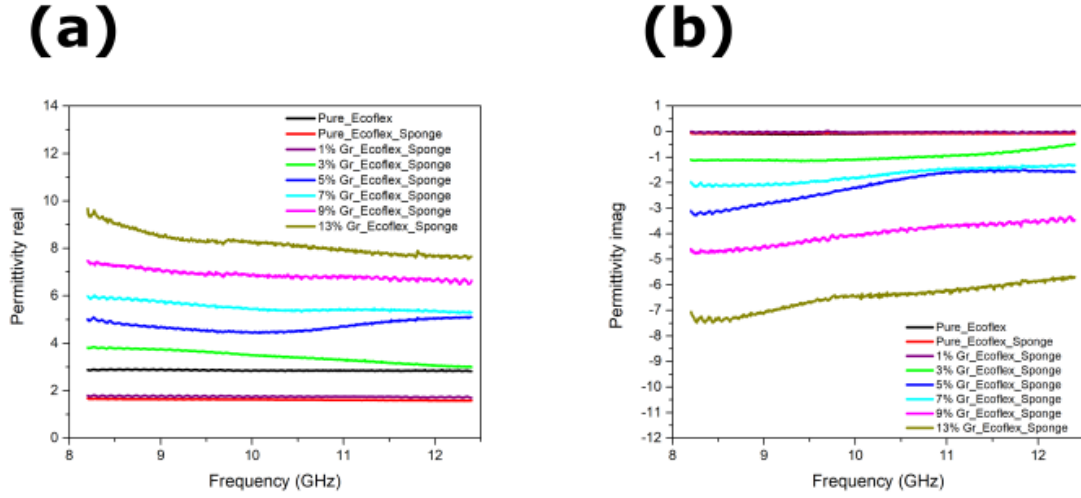 (a)
(b)
14
12
10
8
6
4
2
0
Permittivity real
8
9
10
11
12
Frequency (GHz)
Pure_Ecoflex
Pure_Ecoflex_Sponge
1% Gr_Ecoflex_Sponge
3% Gr_Ecoflex_Sponge
5% Gr_Ecoflex_Sponge
7% Gr_Ecoflex_Sponge
9% Gr_Ecoflex_Sponge
13% Gr_Ecoflex_Sponge
1
0
-1
-2
-3
-4
-5
-6
-7
-8
-9
-10
-11
-12
Permittivity imag
8
9
10
11
12
Frequency (GHz)
Pure_Ecoflex
Pure_Ecoflex_Sponge
1% Gr_Ecoflex_Sponge
3% Gr_Ecoflex_Sponge
5% Gr_Ecoflex_Sponge
7% Gr_Ecoflex_Sponge
9% Gr_Ecoflex_Sponge
13% Gr_Ecoflex_Sponge